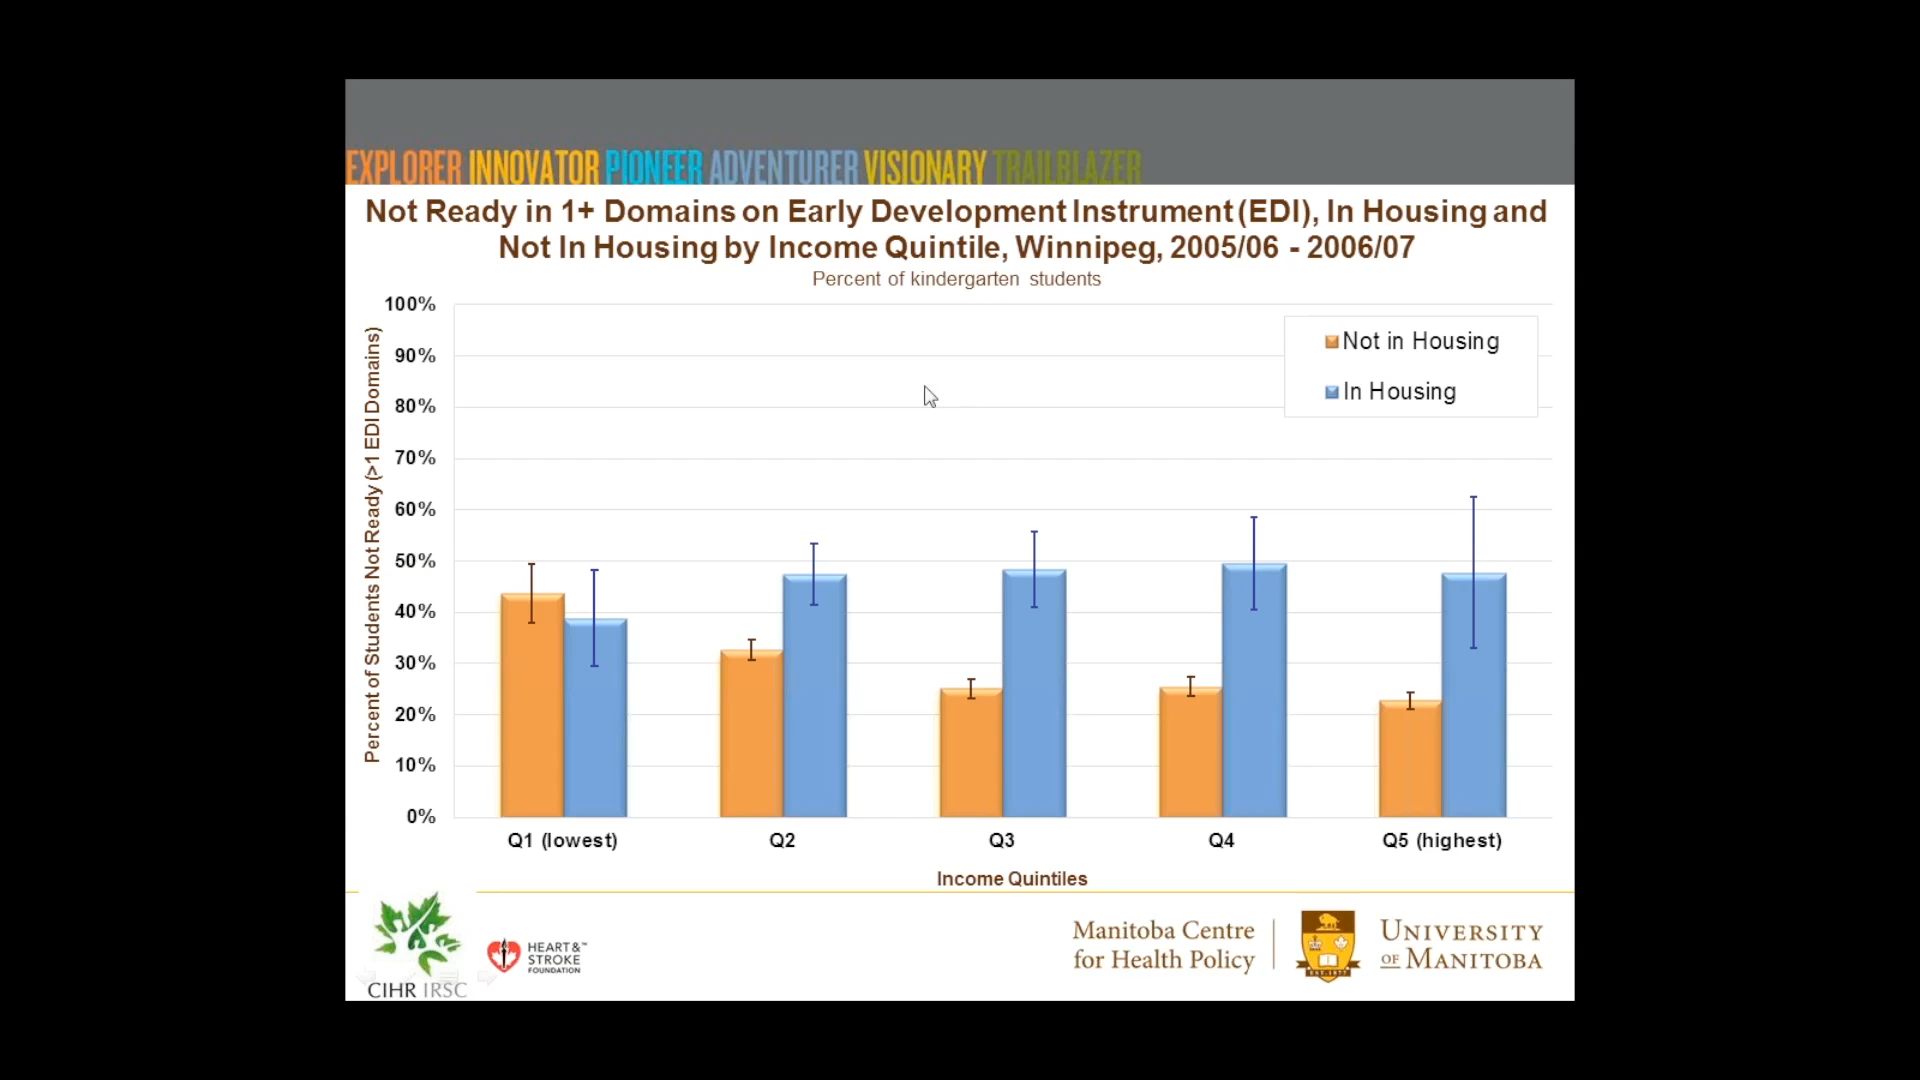 EXPLORER INNOVATOR PIONEER ADVENTURER VISIONARY TRAILBLAZER
Not Ready in 1+ Domains on Early Development Instrument (EDI), In Housing and
Not In Housing by Income Quintile, Winnipeg, 2005/06 - 2006/07
Percent of kindergarten students
Percent of Students Not Ready (>1 EDI Domains)
100%
90%
80%
70%
60%
50%
40%
30%
20%
10%
0%
Not in Housing
In Housing
Q1 (lowest) Q2 Q3 Q4 Q5 (highest)
Income Quintiles
CIHR IRSC
HEART &™
STROKE
FOUNDATION
Manitoba Centre
for Health Policy
UNIVERSITY
OF MANITOBA